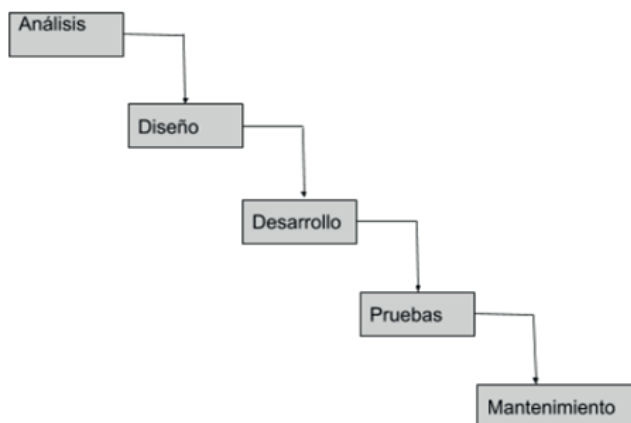 Análisis
Diseño
Desarrollo
Pruebas
Mantenimiento